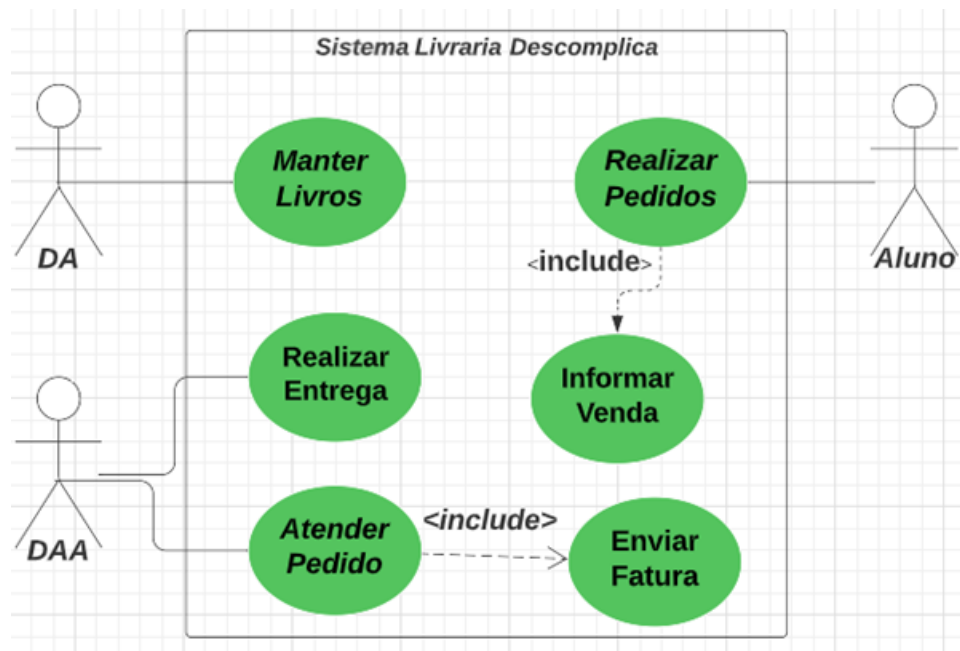 Sistema Livraria Descomplica
Manter
Livros
Realizar
Pedidos
DA
Aluno
<include>
Realizar
Entrega
Informar
Venda
DAA
Atender
Pedido
<include>
Enviar
Fatura